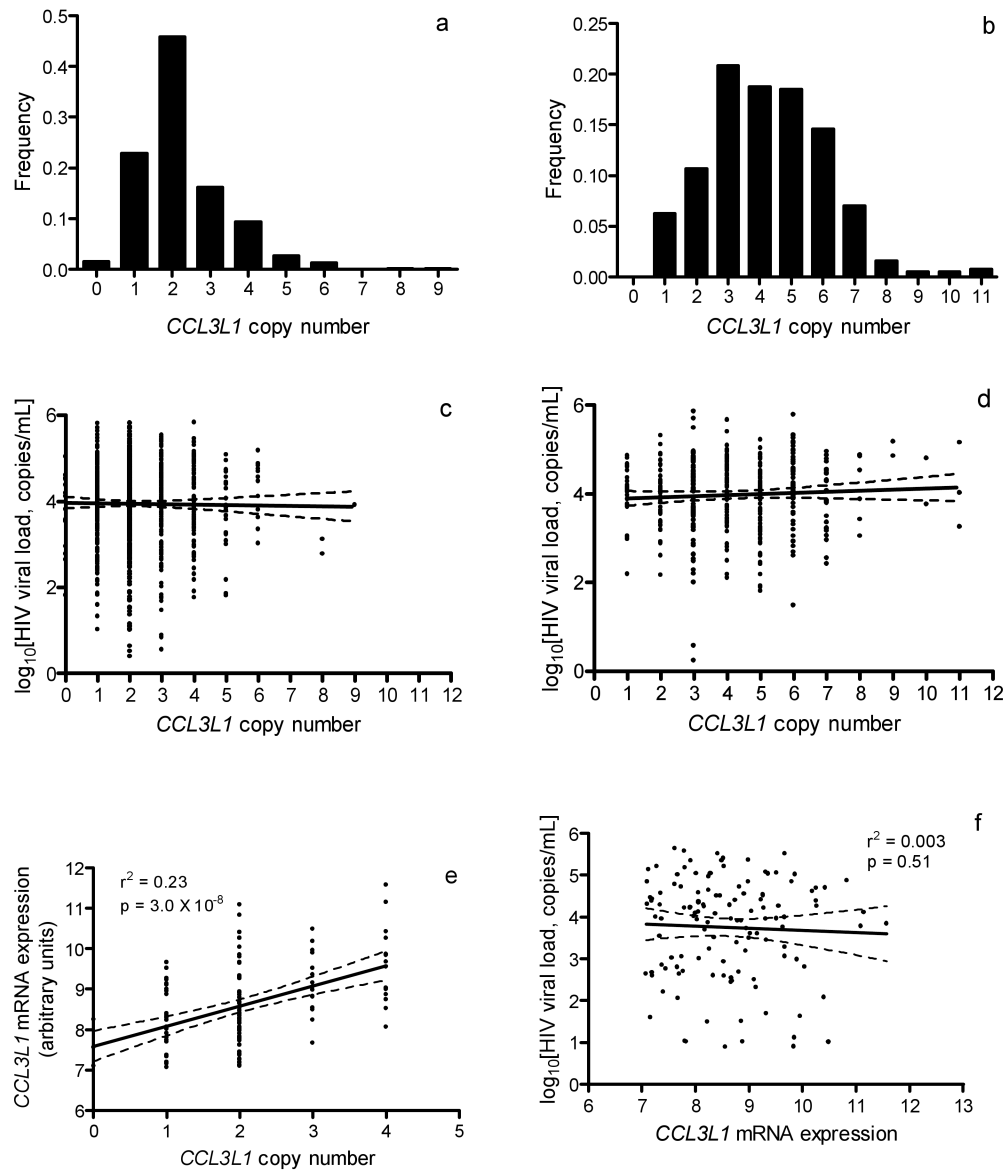 a
0.5
0.4
0.3
0.2
0.1
0.0
Frequency
0 1 2 3 4 5 6 7 8 9
CCL3L1 copy number
b
0.25
0.20
0.15
0.10
0.05
0.00
Frequency
0 1 2 3 4 5 6 7 8 9 10 11
CCL3L1 copy number
c
6
4
2
0
log10[HIV viral load, copies/mL]
0 1 2 3 4 5 6 7 8 9 10 11 12
CCL3L1 copy number
d
6
4
2
0
log10[HIV viral load, copies/mL]
0 1 2 3 4 5 6 7 8 9 10 11 12
CCL3L1 copy number
e
r2 = 0.23
p = 3.0 X 10-8
12
11
10
9
8
7
6
CCL3L1 mRNA expression
(arbitrary units)
0 1 2 3 4 5
CCL3L1 copy number
f
r2 = 0.003
p = 0.51
6
5
4
3
2
1
0
log10[HIV viral load, copies/mL]
6 7 8 9 10 11 12 13
CCL3L1 mRNA expression